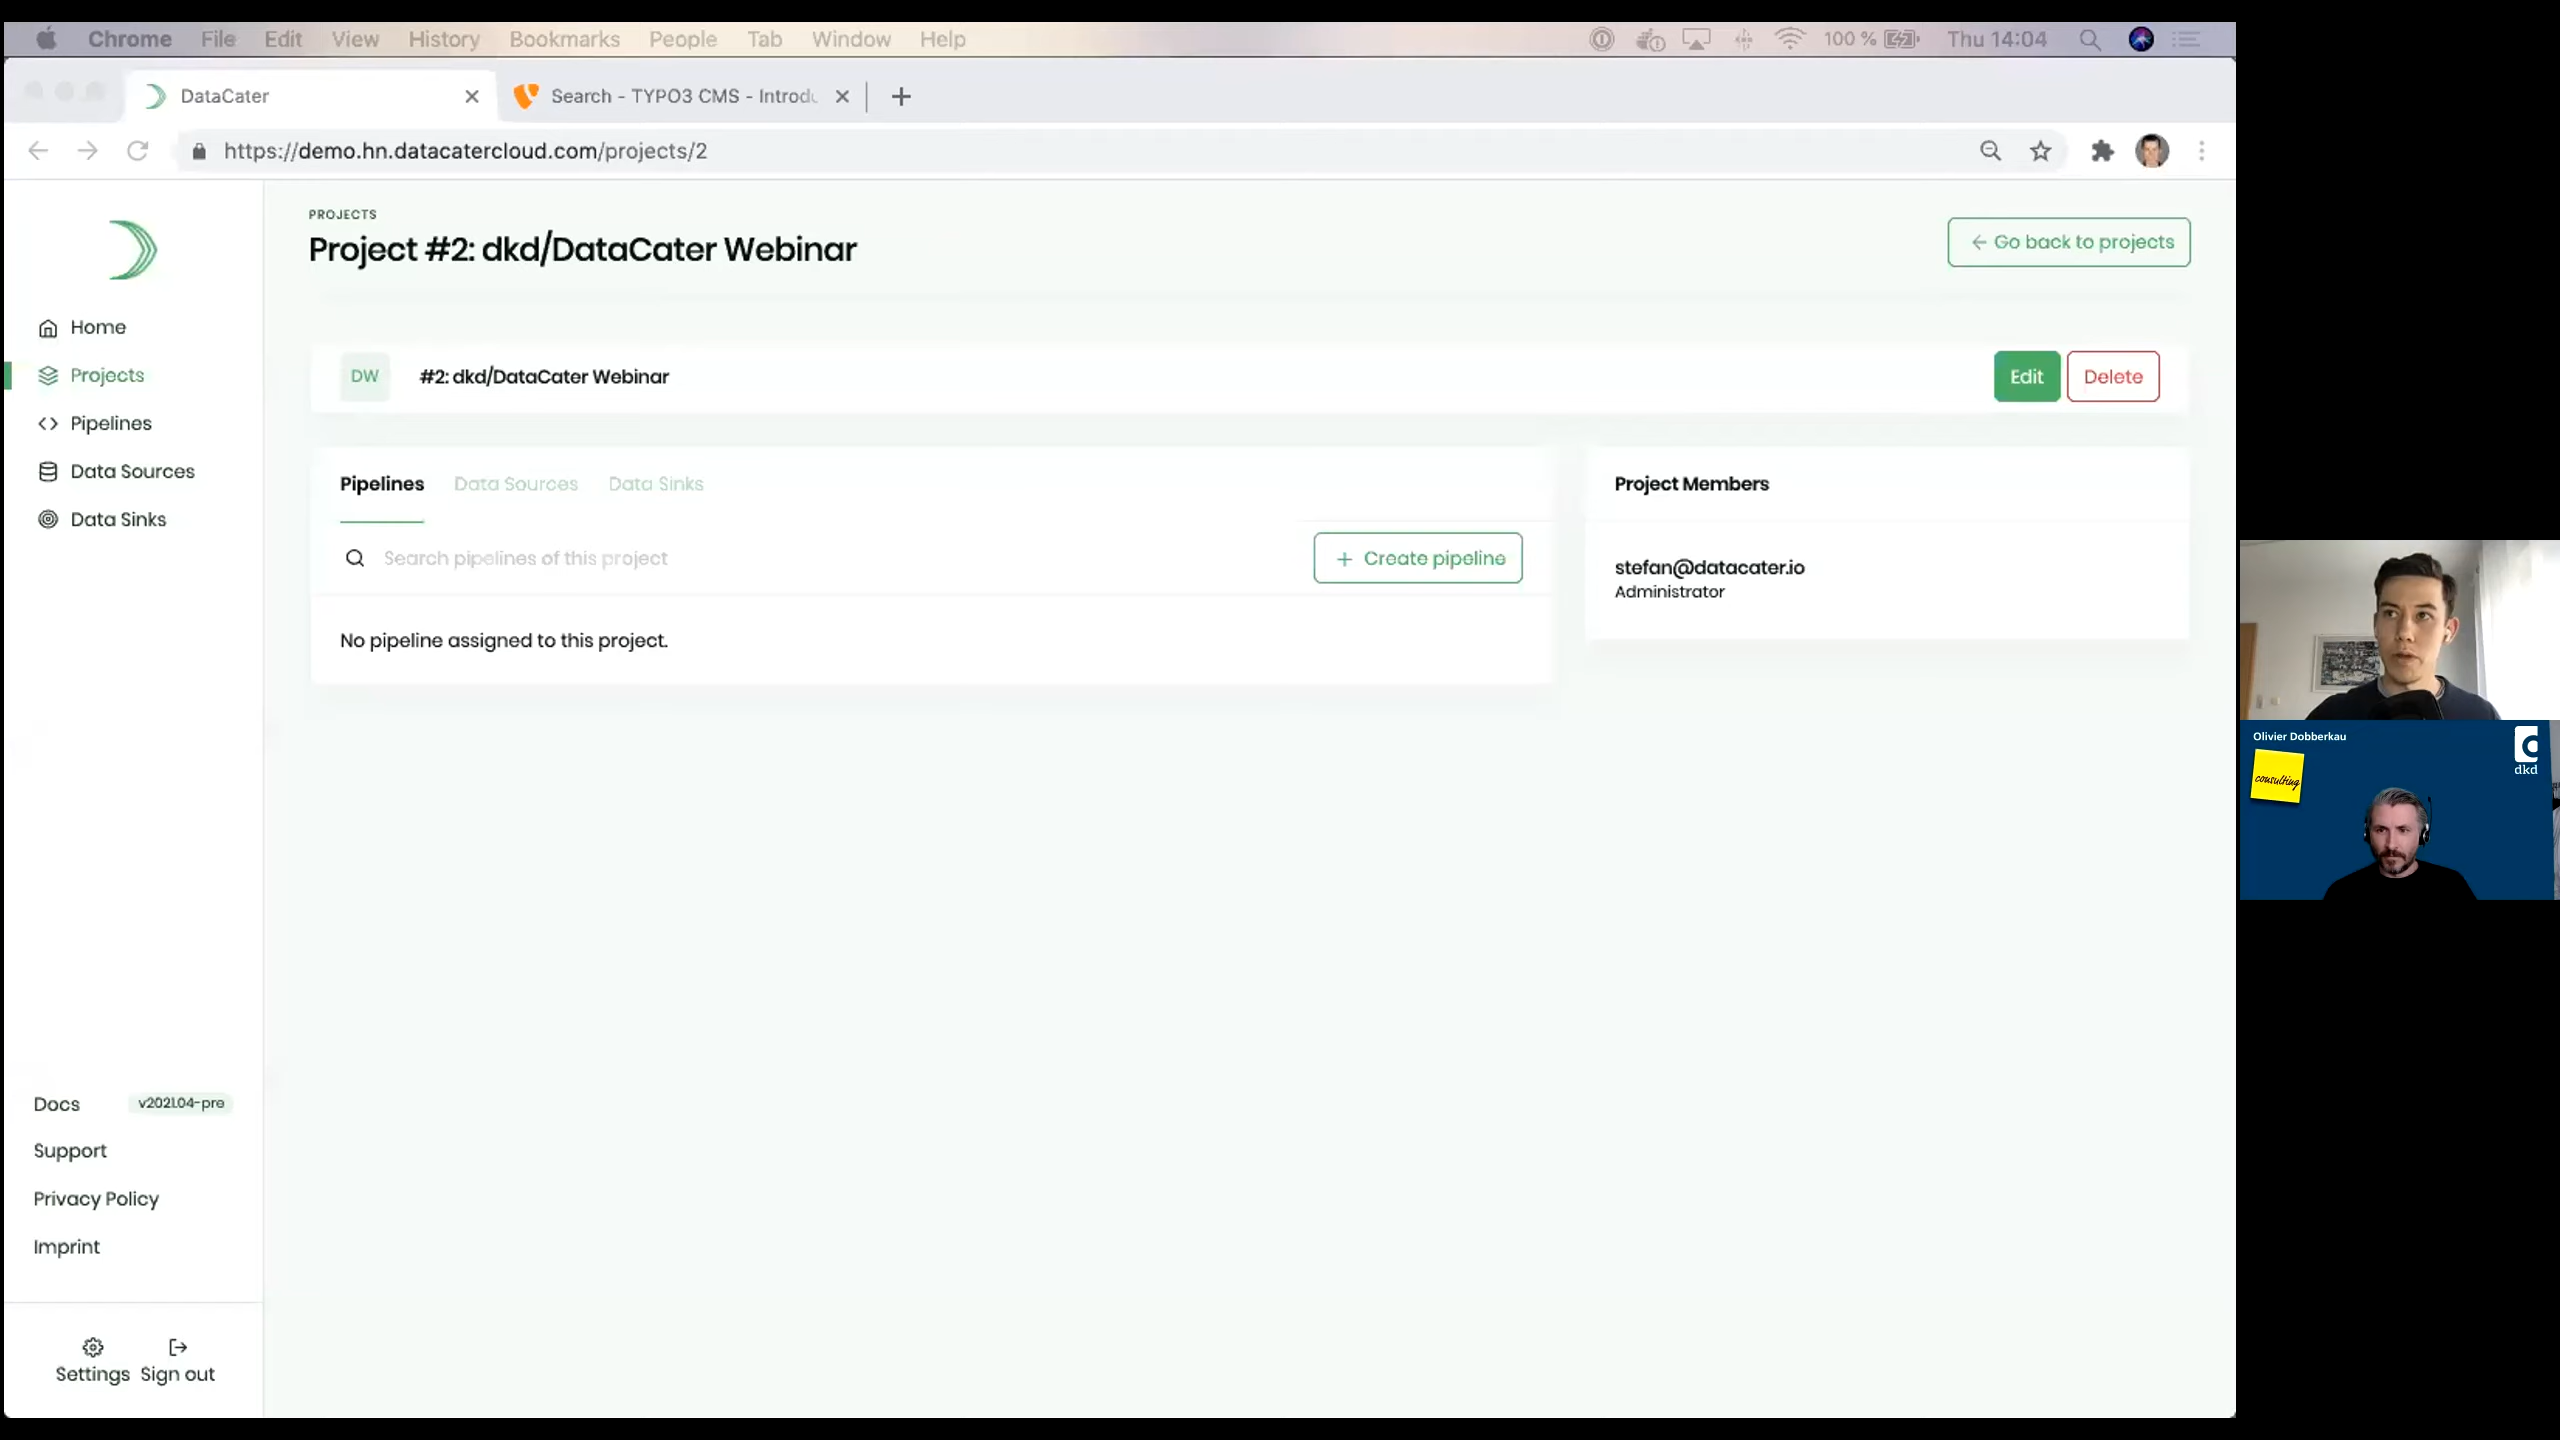 Chrome File Edit View History Bookmarks People Tab Window Help 100 % Thu 14:04
DataCater
Search - TYPO3 CMS - Introdu
https://demo.hn.datacatercloud.com/projects/2
PROJECTS
Project #2: dkd/DataCater Webinar
Go back to projects
Home
Projects
Pipelines
Data Sources
Data Sinks
DW
#2: dkd/DataCater Webinar
Edit
Delete
Pipelines Data Sources Data Sinks
Search pipelines of this project
Create pipeline
No pipeline assigned to this project.
Project Members
stefan@datacater.io
Administrator
Docs v2021.04-pre
Support
Privacy Policy
Imprint
Settings Sign out
Olivier Dobberkau
consulting
dkd